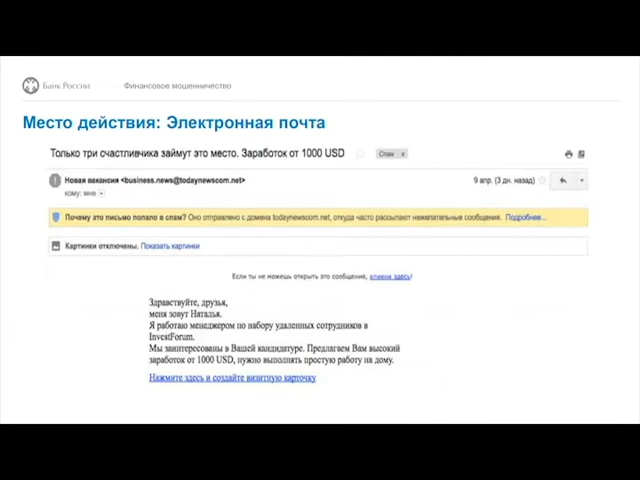 Банк России
Финансовое мошенничество
Место действия: Электронная почта
Только три счастливчика займут это место. Заработок от 1000 USD
Спам x
Новая вакансия <business.news@todaynewscom.net>
9 апр. (3 дн. назад)
кому: мне
Почему это письмо попало в спам? Оно отправлено с домена todaynewscom.net, откуда часто рассылают нежелательные сообщения. Подробнее...
Картинки отключены. Показать картинки
Если ты не можешь открыть это сообщение, кликни здесь!
Здравствуйте, друзья,
меня зовут Наталья.
Я работаю менеджером по набору удаленных сотрудников в
InvestForum.
Мы заинтересованы в Вашей кандидатуре. Предлагаем Вам высокий
заработок от 1000 USD, нужно выполнять простую работу на дому.
Нажмите здесь и создайте визитную карточку